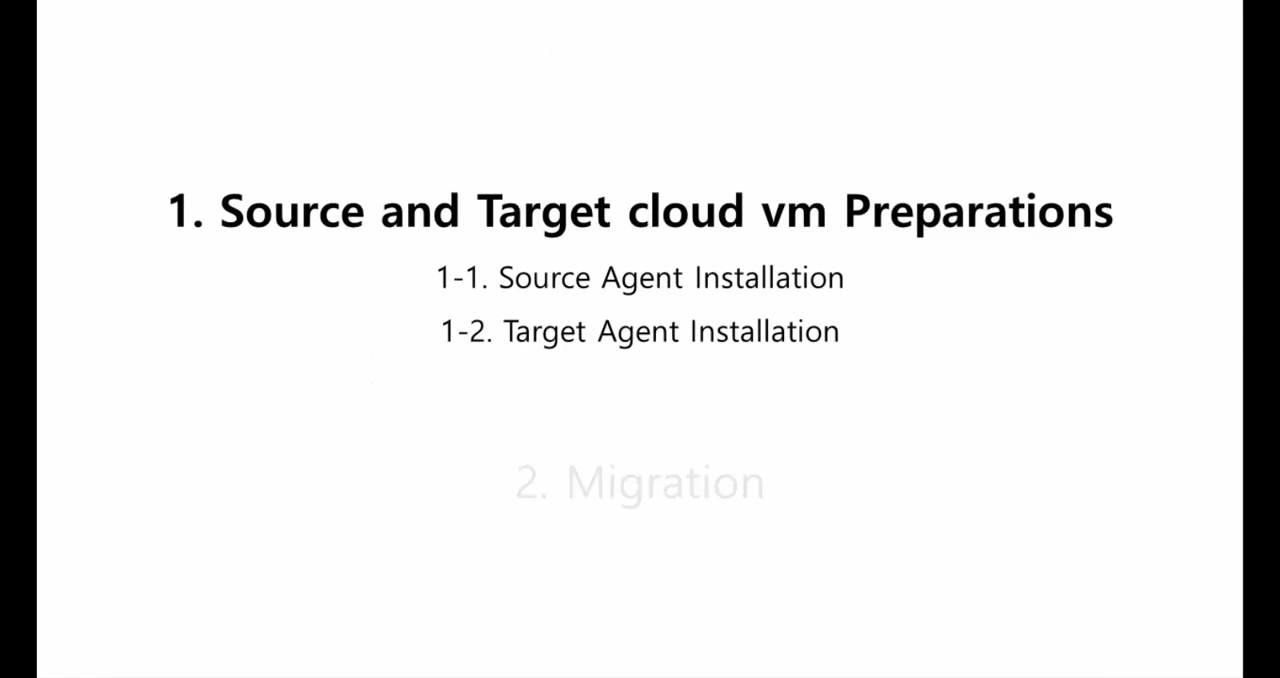 1. Source and Target cloud vm Preparations
1-1. Source Agent Installation
1-2. Target Agent Installation
2. Migration